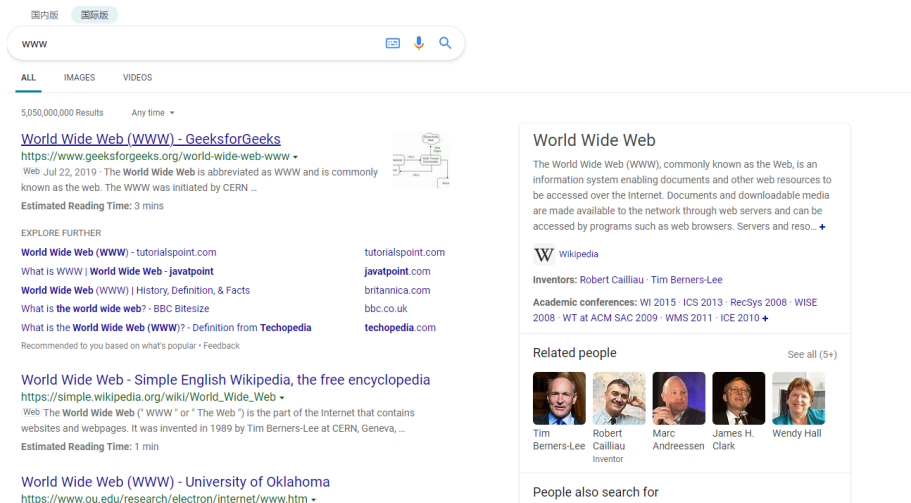 国内版 国际版
www
ALL IMAGES VIDEOS
5,050,000,000 Results Any time
World Wide Web (WWW) - GeeksforGeeks
https://www.geeksforgeeks.org/world-wide-web-www
Web Jul 22, 2019 · The World Wide Web is abbreviated as WWW and is commonly
known as the web. The WWW was initiated by CERN ...
Estimated Reading Time: 3 mins
EXPLORE FURTHER
World Wide Web (WWW) - tutorialspoint.com tutorialspoint.com
What is WWW | World Wide Web - javatpoint javatpoint.com
World Wide Web (WWW) | History, Definition, & Facts britannica.com
What is the world wide web? - BBC Bitesize bbc.co.uk
What is the World Wide Web (WWW)? - Definition from Techopedia techopedia.com
Recommended to you based on what's popular • Feedback
World Wide Web - Simple English Wikipedia, the free encyclopedia
https://simple.wikipedia.org/wiki/World_Wide_Web
Web The World Wide Web (" WWW " or " The Web ") is the part of the Internet that contains
websites and webpages. It was invented in 1989 by Tim Berners-Lee at CERN, Geneva, ...
Estimated Reading Time: 1 min
World Wide Web (WWW) - University of Oklahoma
https://www.ou.edu/research/electron/internet/www.htm
World Wide Web
The World Wide Web (WWW), commonly known as the Web, is an
information system enabling documents and other web resources to
be accessed over the Internet. Documents and downloadable media
are made available to the network through web servers and can be
accessed by programs such as web browsers. Servers and reso... +
W Wikipedia
Inventors: Robert Cailliau · Tim Berners-Lee
Academic conferences: WI 2015 · ICS 2013 · RecSys 2008 · WISE
2008 · WT at ACM SAC 2009 · WMS 2011 · ICE 2010 +
Related people See all (5+)
Tim Robert Marc James H. Wendy Hall
Berners-Lee Cailliau Andreessen Clark
Inventor
People also search for